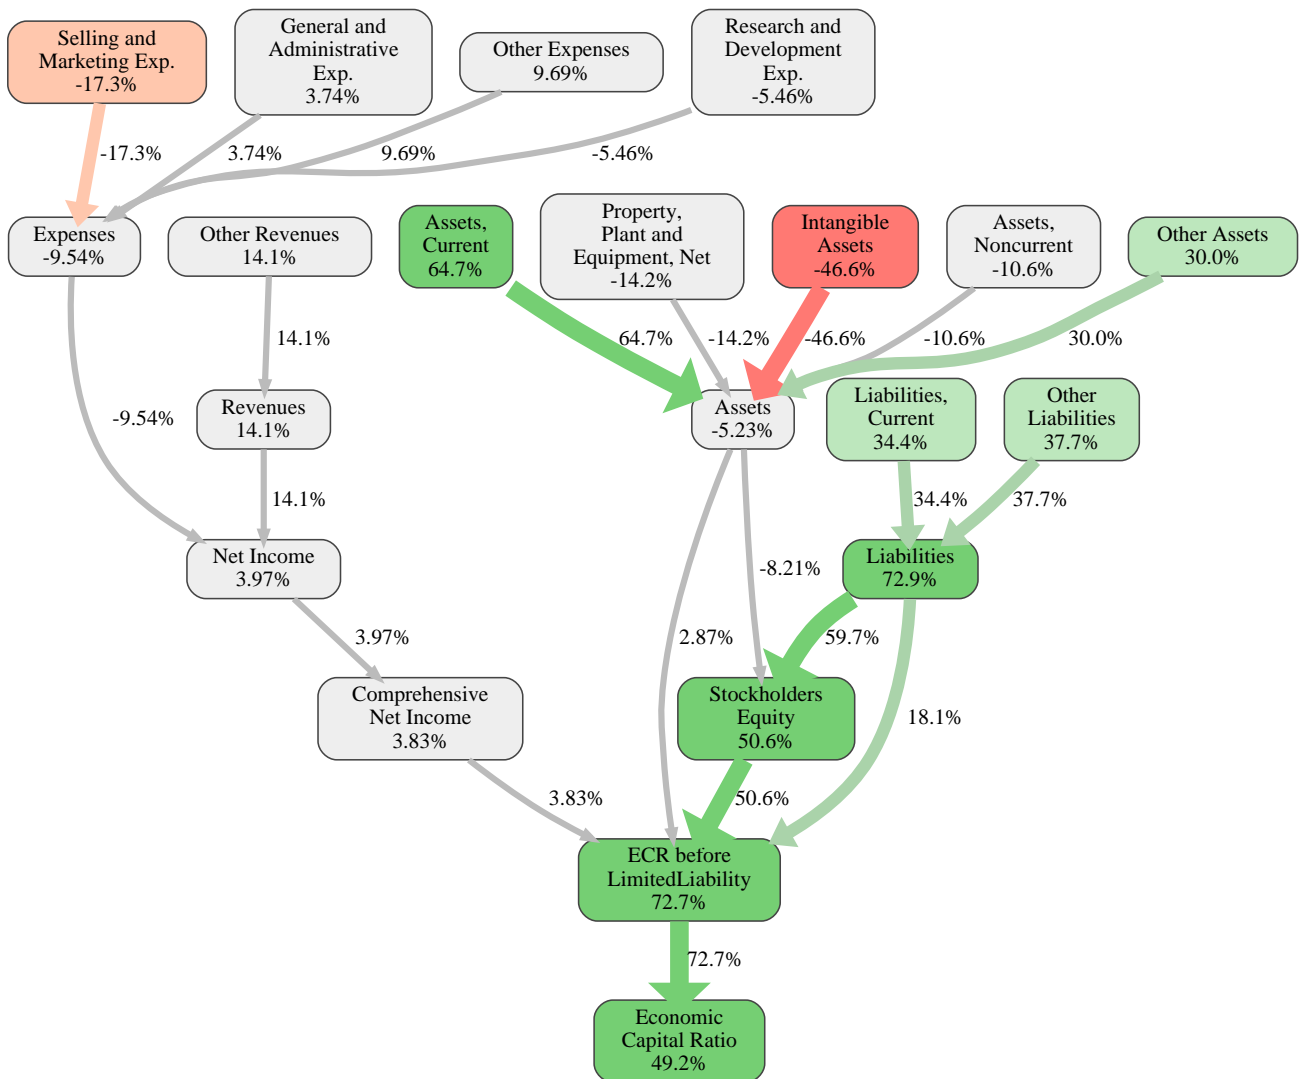 Selling and
Marketing Exp.
-17.3%
General and
Administrative
Exp.
3.74%
Other Expenses
9.69%
Research and
Development
Exp.
-5.46%
-17.3%
3.74%
9.69%
-5.46%
Expenses
-9.54%
Other Revenues
14.1%
Assets,
Current
64.7%
Property,
Plant and
Equipment, Net
-14.2%
Intangible
Assets
-46.6%
Assets,
Noncurrent
-10.6%
Other Assets
30.0%
14.1%
64.7%
-14.2%
-46.6%
-10.6%
30.0%
-9.54%
Revenues
14.1%
Assets
-5.23%
Liabilities,
Current
34.4%
Other
Liabilities
37.7%
14.1%
34.4%
37.7%
Net Income
3.97%
-8.21%
Liabilities
72.9%
3.97%
2.87%
59.7%
Comprehensive
Net Income
3.83%
Stockholders
Equity
50.6%
18.1%
3.83%
50.6%
ECR before
LimitedLiability
72.7%
72.7%
Economic
Capital Ratio
49.2%